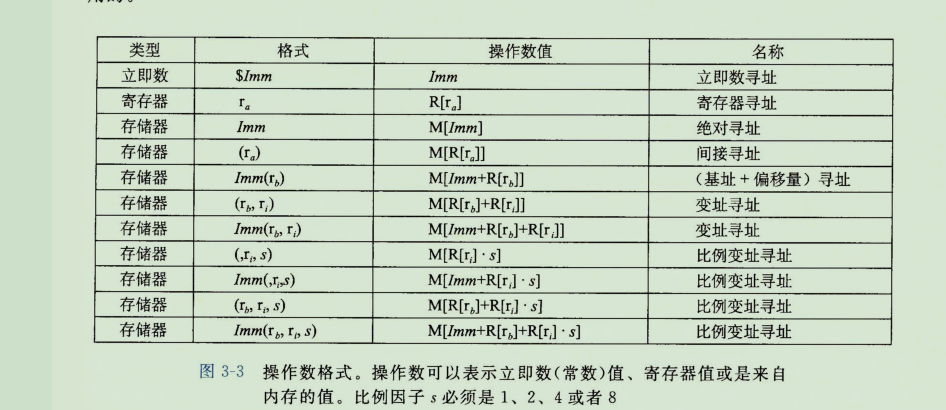 类型 格式 操作数值 名称
立即数 $Imm Imm 立即数寻址
寄存器 rₐ R[rₐ] 寄存器寻址
存储器 Imm M[Imm] 绝对寻址
存储器 (rₐ) M[R[rₐ]] 间接寻址
存储器 Imm(r_b) M[Imm+R[r_b]] （基址+偏移量）寻址
存储器 (r_b, r_i) M[R[r_b]+R[r_i]] 变址寻址
存储器 Imm(r_b, r_i) M[Imm+R[r_b]+R[r_i]] 变址寻址
存储器 (,r_i, s) M[R[r_i]·s] 比例变址寻址
存储器 Imm(,r_i,s) M[Imm+R[r_i]·s] 比例变址寻址
存储器 (r_b, r_i, s) M[R[r_b]+R[r_i]·s] 比例变址寻址
存储器 Imm(r_b, r_i, s) M[Imm+R[r_b]+R[r_i]·s] 比例变址寻址
图 3-3 操作数格式。操作数可以表示立即数(常数)值、寄存器值或是来自
内存的值。比例因子 s 必须是 1、2、4 或者 8